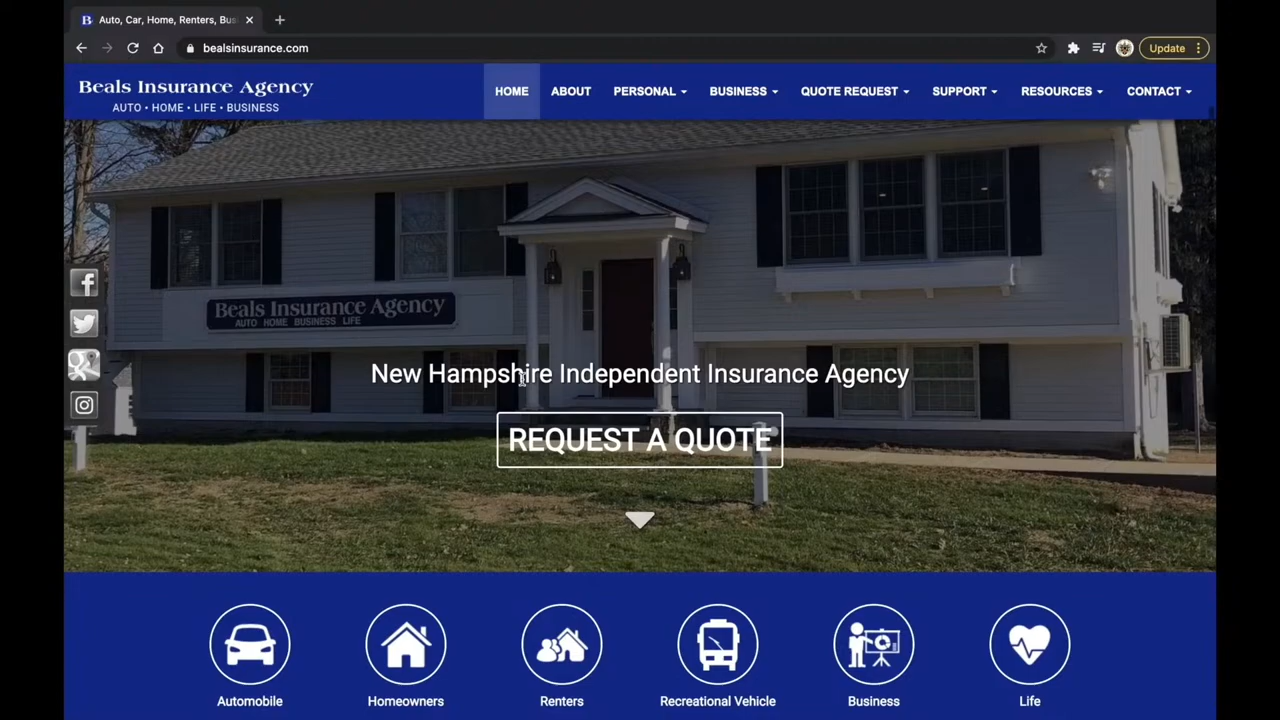 Auto, Car, Home, Renters, Bus
bealsinsurance.com
Update
Beals Insurance Agency
AUTO • HOME • LIFE • BUSINESS
HOME
ABOUT
PERSONAL
BUSINESS
QUOTE REQUEST
SUPPORT
RESOURCES
CONTACT
Beals Insurance Agency
AUTO HOME BUSINESS LIFE
New Hampshire Independent Insurance Agency
REQUEST A QUOTE
Automobile
Homeowners
Renters
Recreational Vehicle
Business
Life